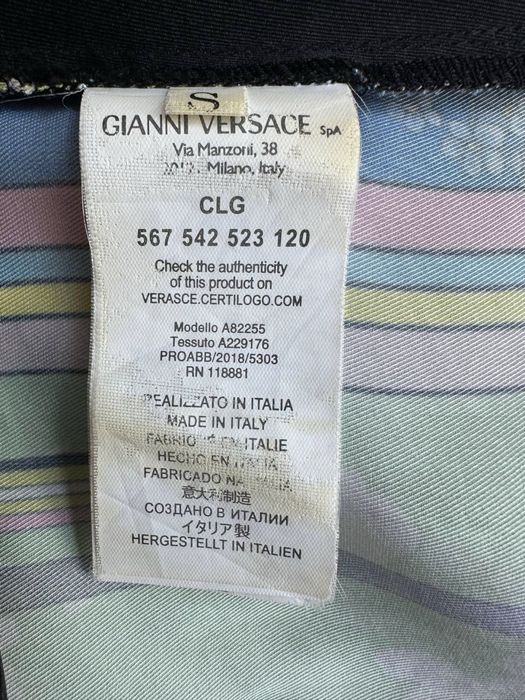 S
GIANNI VERSACE SpA
Via Manzoni, 38
Milano, Italy
CLG
567 542 523 120
Check the authenticity
of this product on
VERASCE.CERTILOGO.COM
Modello A82255
Tessuto A229176
PROABB/2018/5303
RN 118881
REALIZZATO IN ITALIA
MADE IN ITALY
EN ITALIE
HECHO EN ITALIA
FABRICADO NA ITALIA
意大利制造
СОЗДАНО В ИТАЛИИ
イタリア製
HERGESTELLT IN ITALIEN